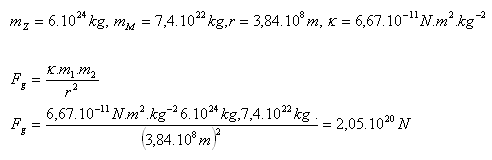 m_Z = 6.10^24 kg, m_M = 7,4.10^22 kg,r = 3,84.10^8 m, κ = 6,67.10^−11 N.m^2.kg^−2
F_g = κ.m_1.m_2 / r^2
F_g = 6,67.10^−11 N.m^2.kg^−2 6.10^24 kg,7,4.10^22 kg . / (3,84.10^8 m)^2 = 2,05.10^20 N